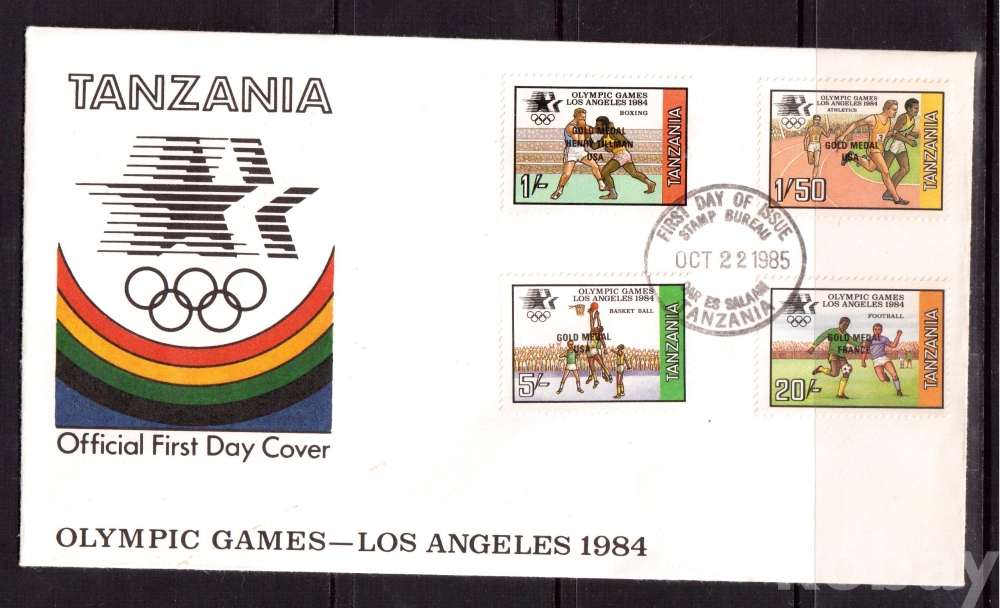 TANZANIA
Official First Day Cover
OLYMPIC GAMES—LOS ANGELES 1984
OLYMPIC GAMES
LOS ANGELES 1984
BOXING
GOLD MEDAL
HENRY TILLMAN
USA
1/-
TANZANIA
OLYMPIC GAMES
LOS ANGELES 1984
ATHLETICS
3
GOLD MEDAL
USA
1/50
TANZANIA
FIRST DAY OF ISSUE
STAMP BUREAU
OCT 22 1985
DAR ES SALAAM
TANZANIA
OLYMPIC GAMES
LOS ANGELES 1984
BASKET BALL
GOLD MEDAL
USA
5/-
TANZANIA
OLYMPIC GAMES
LOS ANGELES 1984
FOOTBALL
GOLD MEDAL
FRANCE
20/-
TANZANIA